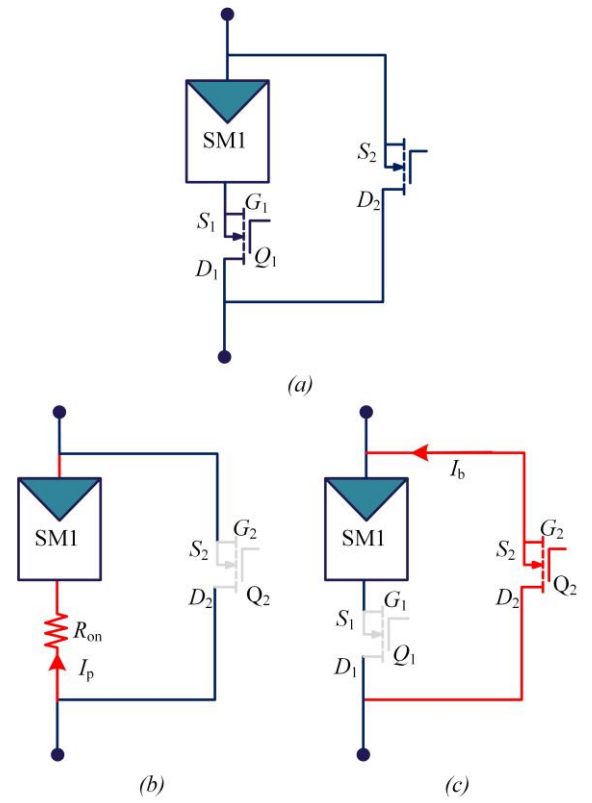 SM1
S2
S1
G1
D2
D1
Q1
(a)
SM1
S2
G2
D2
Q2
Ron
Ip
Ib
SM1
G2
S2
G1
S1
D2
Q2
D1
Q1
(b)
(c)